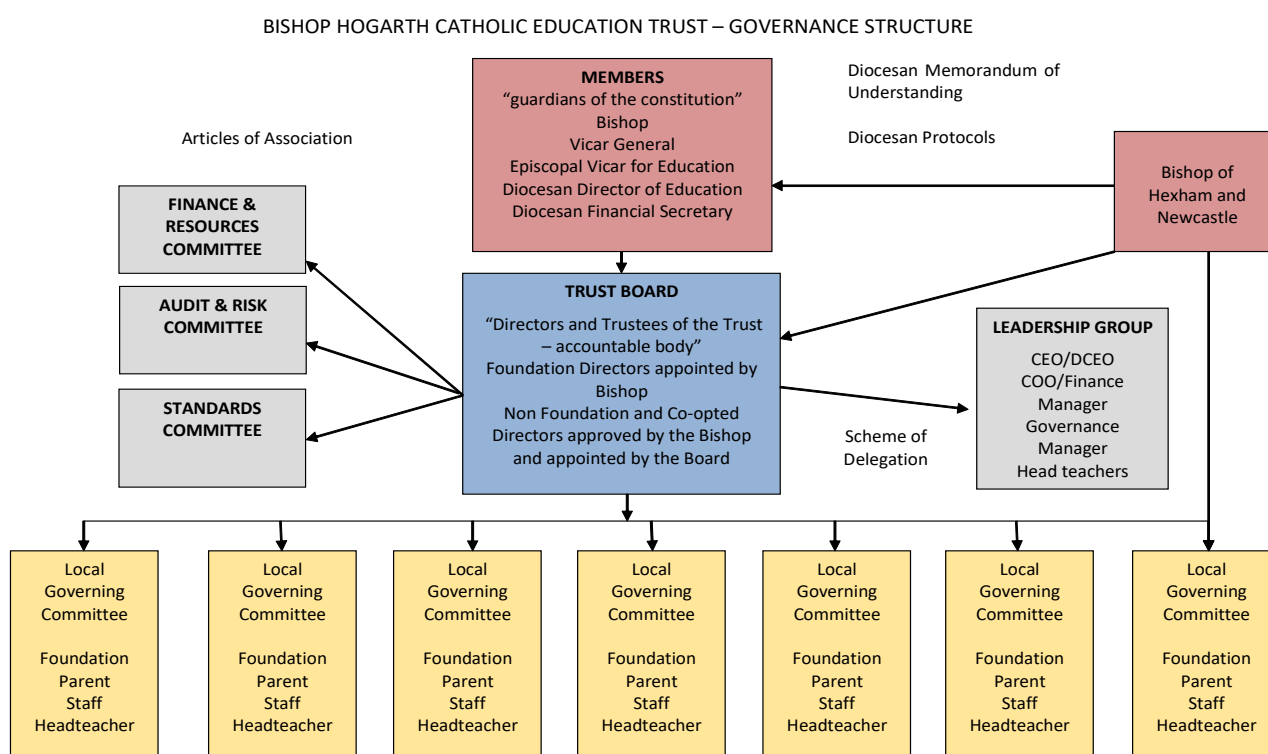 BISHOP HOGARTH CATHOLIC EDUCATION TRUST – GOVERNANCE STRUCTURE
MEMBERS
“guardians of the constitution”
Bishop
Vicar General
Episcopal Vicar for Education
Diocesan Director of Education
Diocesan Financial Secretary
Diocesan Memorandum of
Understanding
Diocesan Protocols
Articles of Association
Bishop of
Hexham and
Newcastle
FINANCE &
RESOURCES
COMMITTEE
AUDIT & RISK
COMMITTEE
STANDARDS
COMMITTEE
TRUST BOARD
“Directors and Trustees of the Trust
– accountable body”
Foundation Directors appointed by
Bishop
Non Foundation and Co-opted
Directors approved by the Bishop
and appointed by the Board
Scheme of
Delegation
LEADERSHIP GROUP
CEO/DCEO
COO/Finance
Manager
Governance
Manager
Head teachers
Local
Governing
Committee
Foundation
Parent
Staff
Headteacher
Local
Governing
Committee
Foundation
Parent
Staff
Headteacher
Local
Governing
Committee
Foundation
Parent
Staff
Headteacher
Local
Governing
Committee
Foundation
Parent
Staff
Headteacher
Local
Governing
Committee
Foundation
Parent
Staff
Headteacher
Local
Governing
Committee
Foundation
Parent
Staff
Headteacher
Local
Governing
Committee
Foundation
Parent
Staff
Headteacher